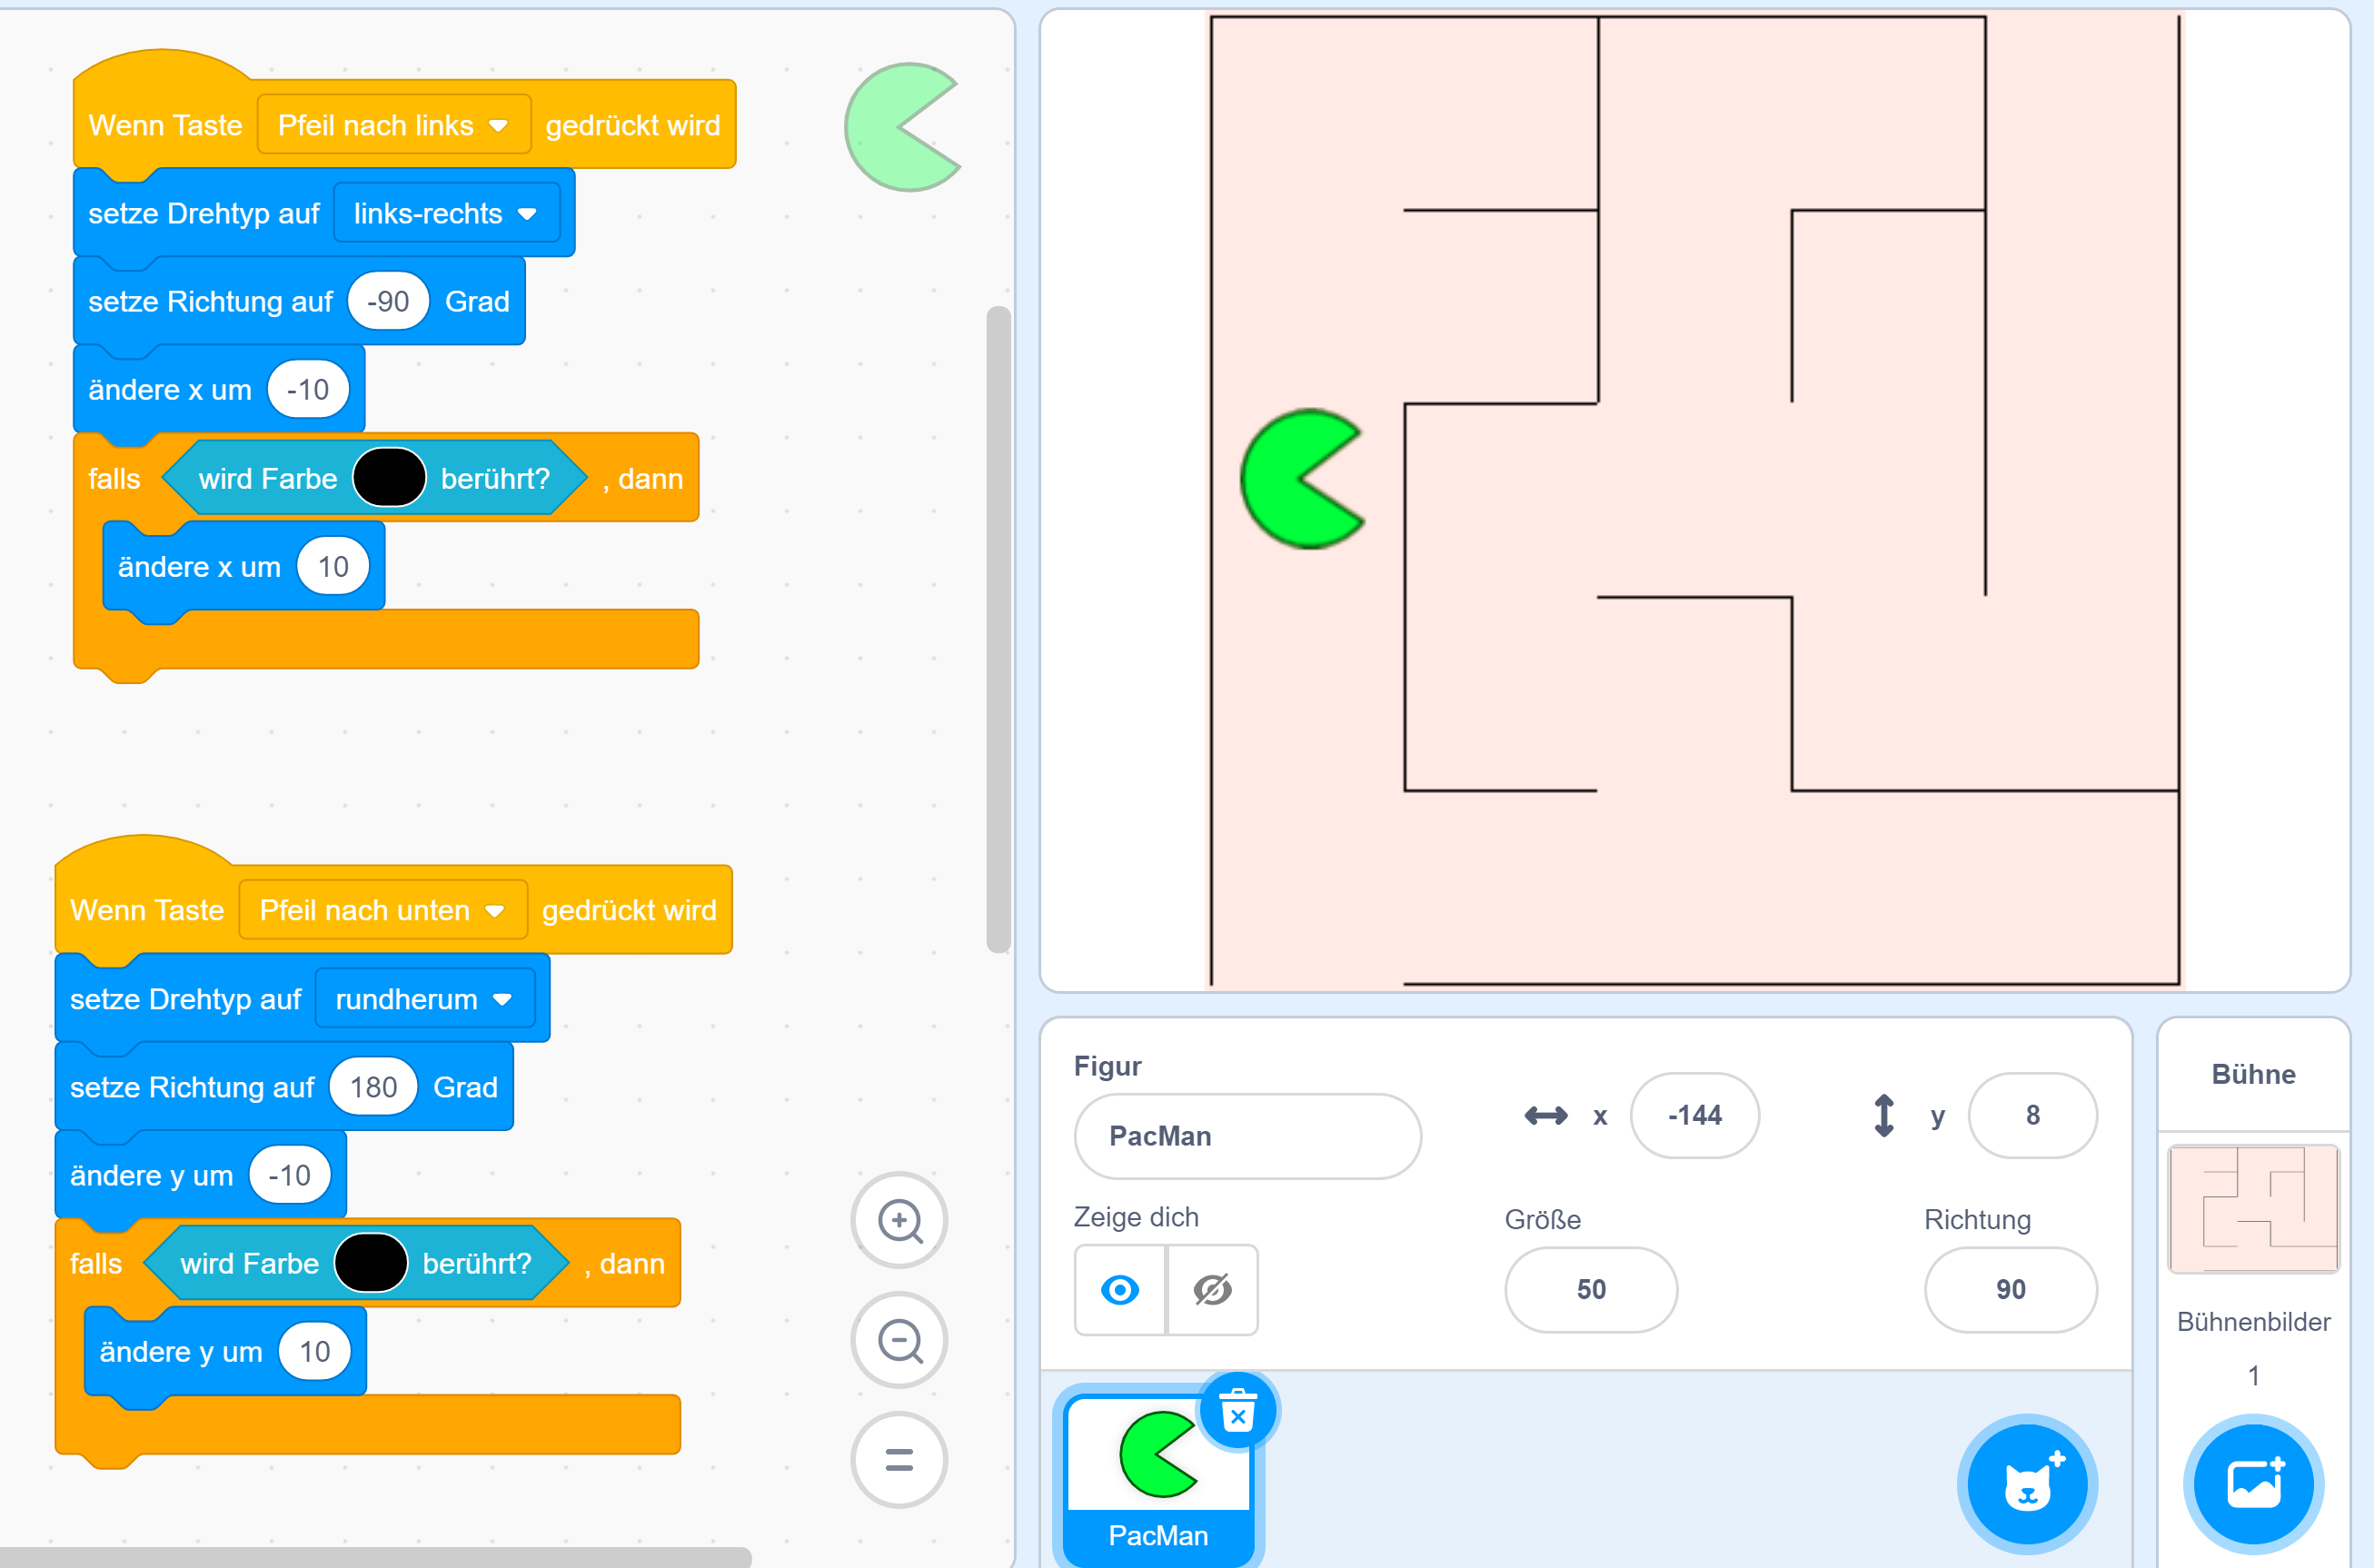 Wenn Taste Pfeil nach links gedrückt wird
setze Drehtyp auf links-rechts
setze Richtung auf -90 Grad
ändere x um -10
falls wird Farbe berührt? , dann
ändere x um 10
Wenn Taste Pfeil nach unten gedrückt wird
setze Drehtyp auf rundherum
setze Richtung auf 180 Grad
ändere y um -10
falls wird Farbe berührt? , dann
ändere y um 10
Figur
PacMan
x -144
y 8
Zeige dich
Größe
50
Richtung
90
PacMan
Bühne
Bühnenbilder
1